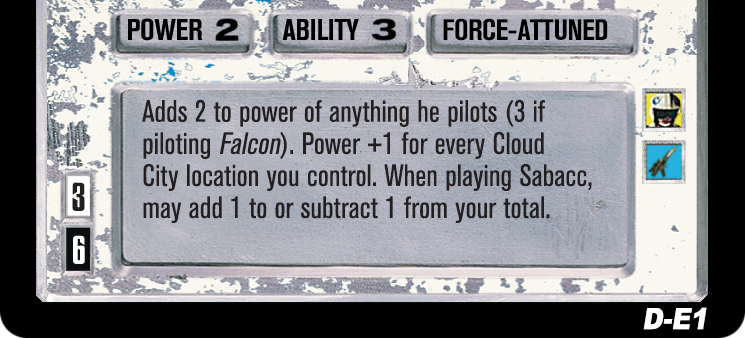 POWER 2 ABILITY 3 FORCE-ATTUNED
Adds 2 to power of anything he pilots (3 if
piloting Falcon). Power +1 for every Cloud
City location you control. When playing Sabacc,
may add 1 to or subtract 1 from your total.
3
6
D-E1